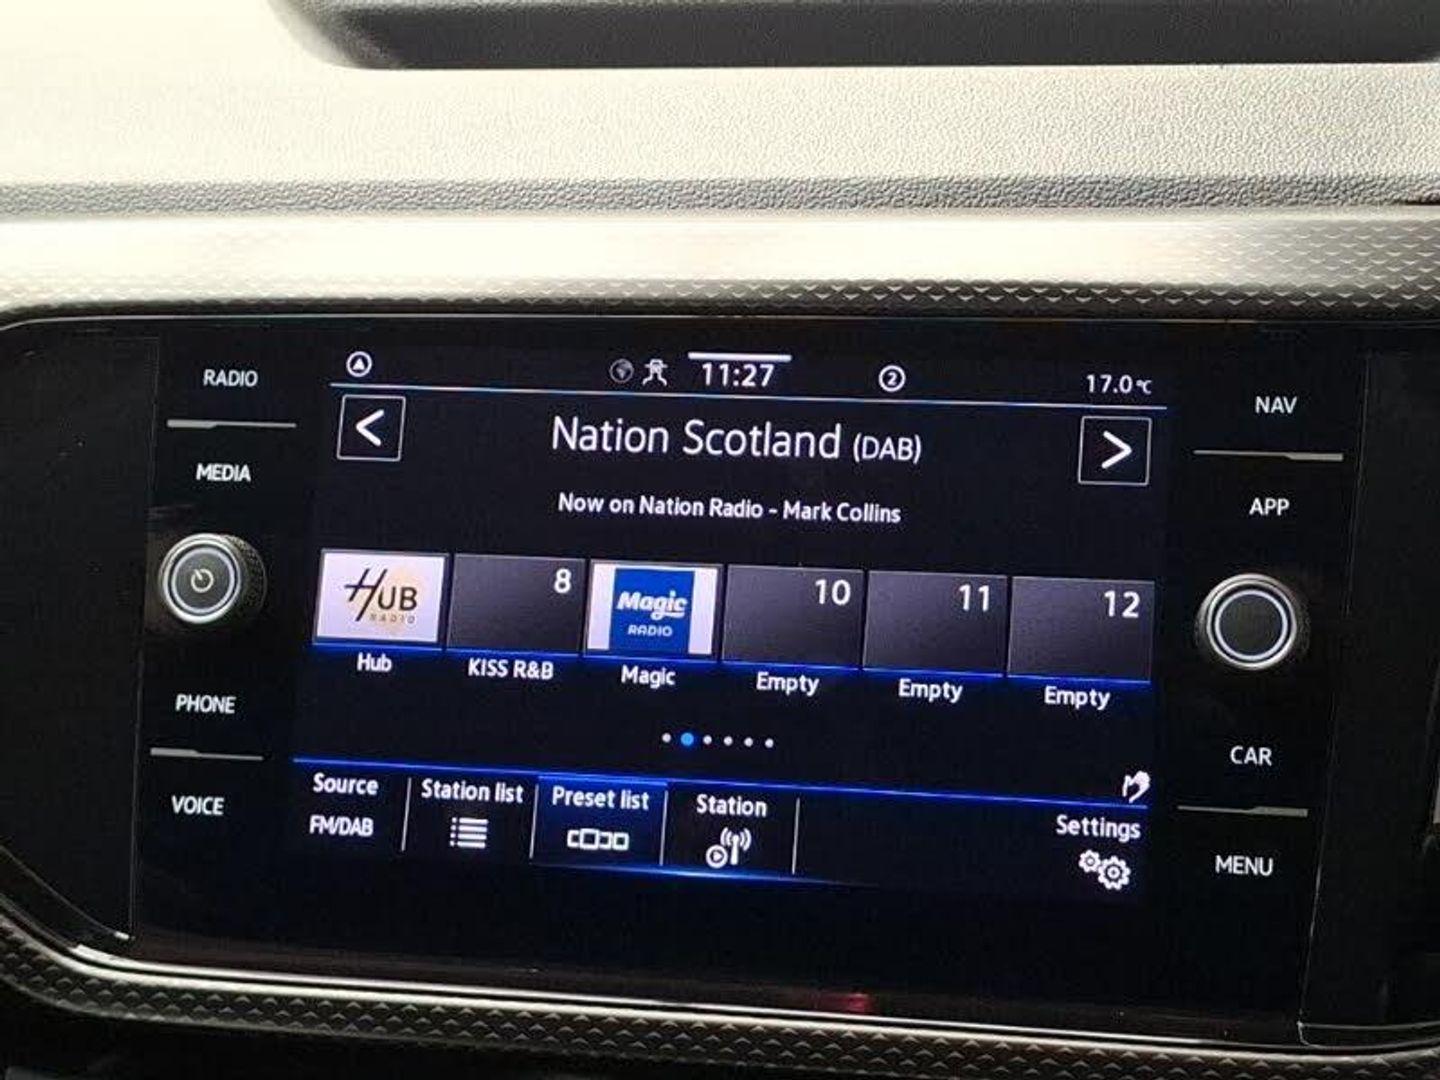 RADIO
MEDIA
PHONE
VOICE
11:27
2
17.0°C
Nation Scotland (DAB)
Now on Nation Radio - Mark Collins
HUB
RADIO
8
Magic
RADIO
10
11
12
Hub
KISS R&B
Magic
Empty
Empty
Empty
Source
FM/DAB
Station list
Preset list
Station
Settings
NAV
APP
CAR
MENU